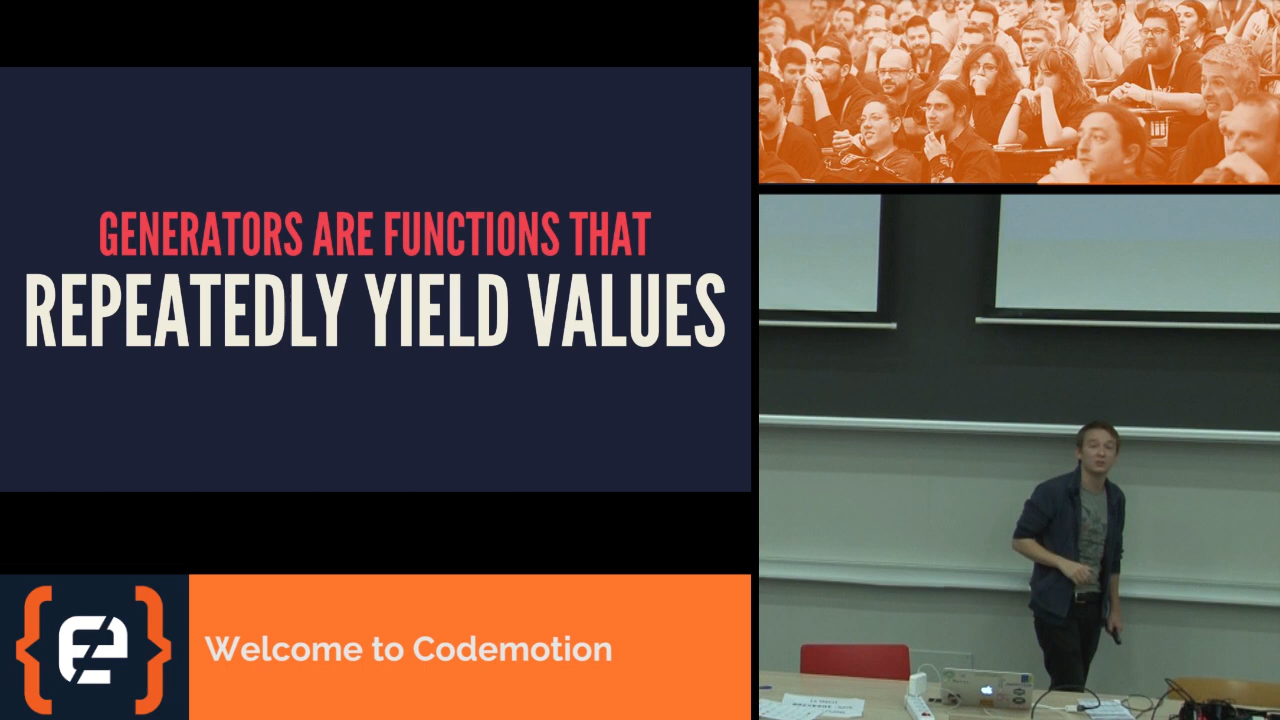 GENERATORS ARE FUNCTIONS THAT
REPEATEDLY YIELD VALUES
Welcome to Codemotion